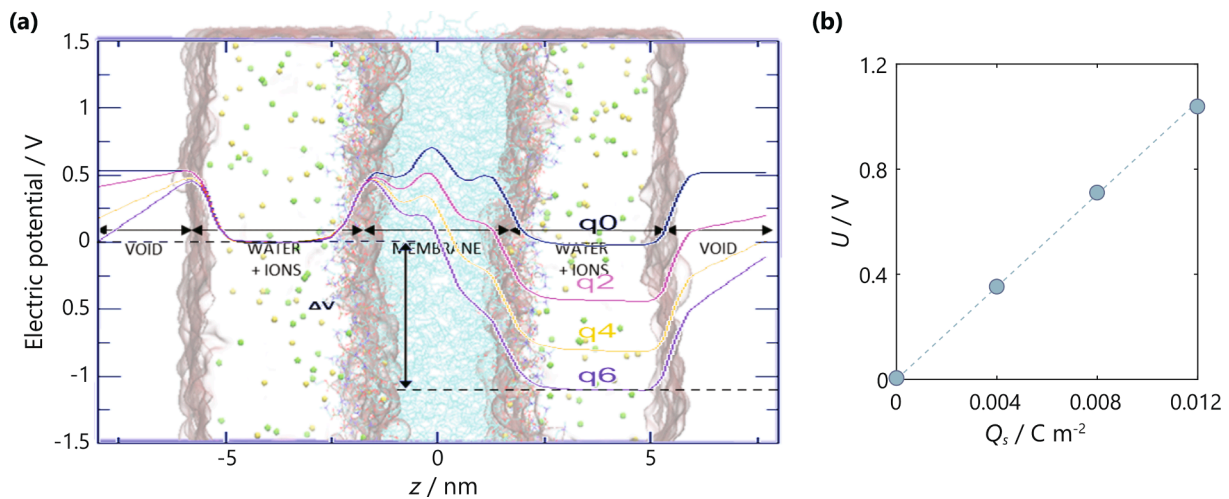 (a)
1.5
1
0.5
0
0.5
-1
-1.5
Electric potential / V
VOID
WATER
+ IONS
MEMBRANE
WATER
+ IONS
VOID
ΔV
q0
q2
q4
q6
-5
0
5
z / nm
(b)
1.2
0.8
0.4
0
U / V
0
0.004
0.008
0.012
Qs / C m-2